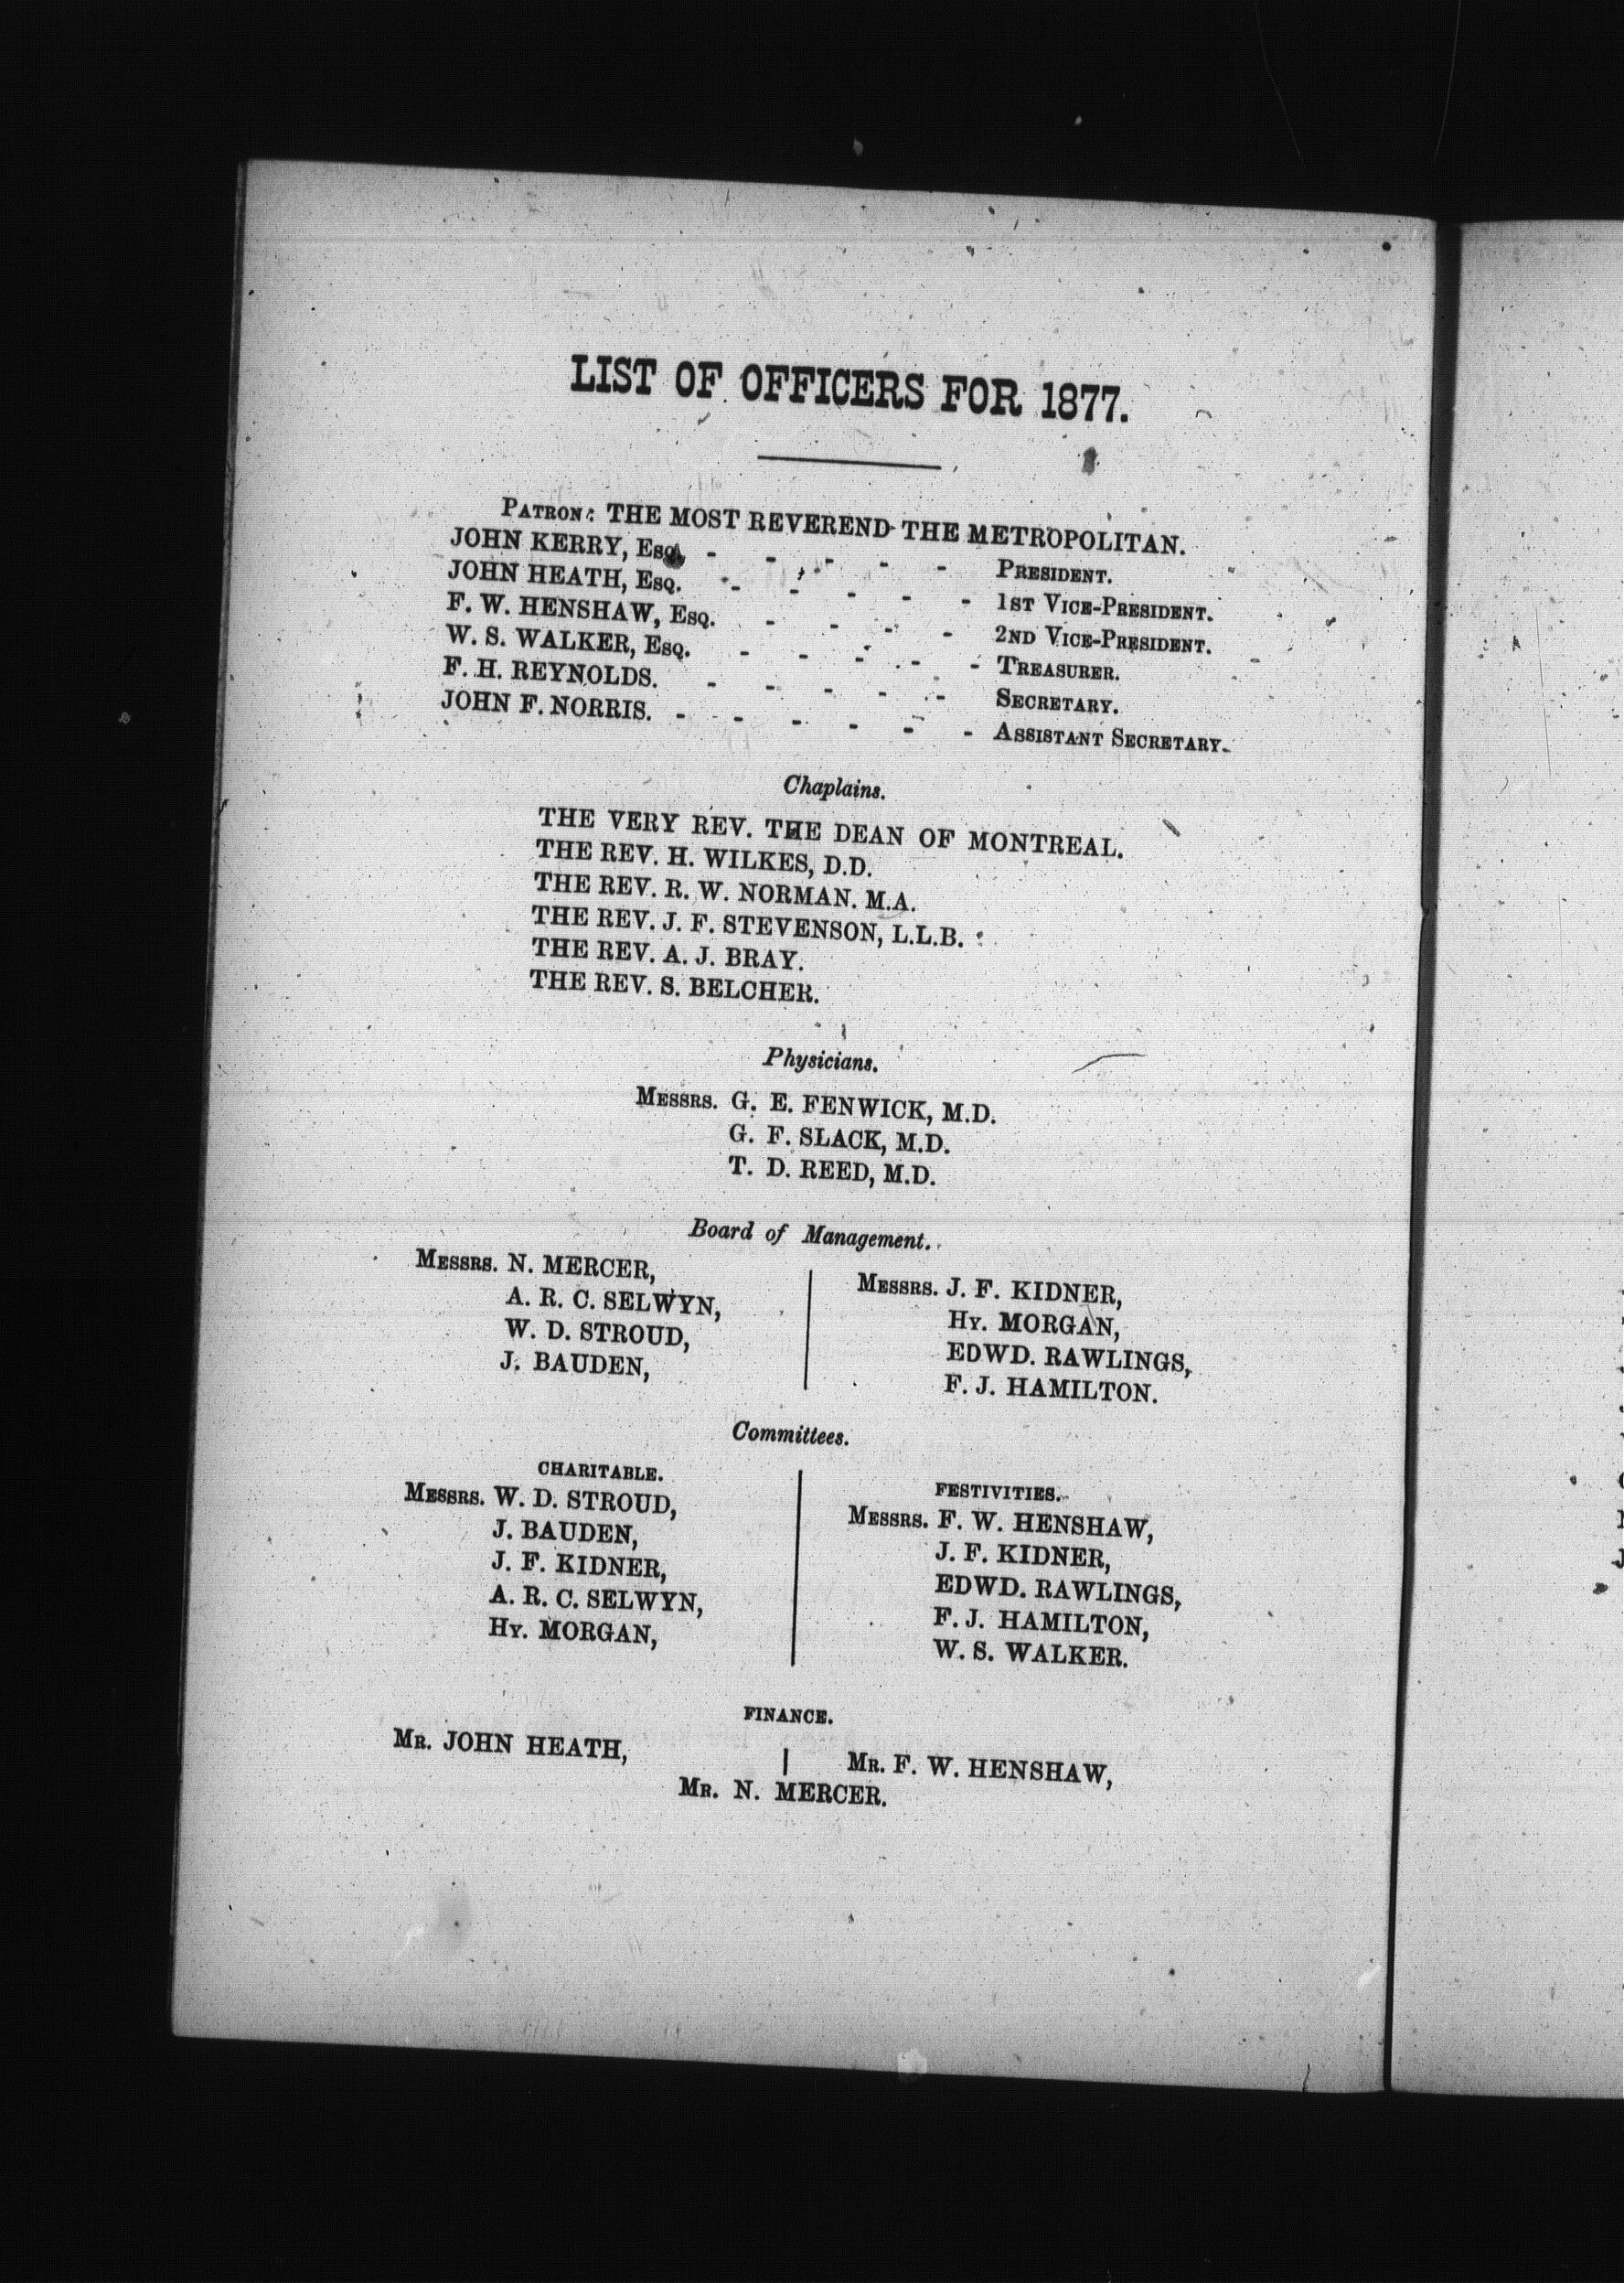 LIST OF OFFICERS FOR 1877.
PATRON: THE MOST REVEREND THE METROPOLITAN.
JOHN KERRY, ESQ. - - - - - PRESIDENT.
JOHN HEATH, ESQ. - - - - - 1ST VICE-PRESIDENT.
F. W. HENSHAW, ESQ. - - - - 2ND VICE-PRESIDENT.
W. S. WALKER, ESQ. - - - - - TREASURER.
F. H. REYNOLDS. - - - - - SECRETARY.
JOHN F. NORRIS. - - - - - - ASSISTANT SECRETARY.
Chaplains.
THE VERY REV. THE DEAN OF MONTREAL.
THE REV. H. WILKES, D.D.
THE REV. R. W. NORMAN. M.A.
THE REV. J. F. STEVENSON, L.L.B.
THE REV. A. J. BRAY.
THE REV. S. BELCHER.
Physicians.
MESSRS. G. E. FENWICK, M.D.
G. F. SLACK, M.D.
T. D. REED, M.D.
Board of Management.
MESSRS. N. MERCER,
A. R. C. SELWYN,
W. D. STROUD,
J. BAUDEN,
MESSRS. J. F. KIDNER,
HY. MORGAN,
EDWD. RAWLINGS,
F. J. HAMILTON.
Committees.
CHARITABLE.
MESSRS. W. D. STROUD,
J. BAUDEN,
J. F. KIDNER,
A. R. C. SELWYN,
HY. MORGAN,
FESTIVITIES.
MESSRS. F. W. HENSHAW,
J. F. KIDNER,
EDWD. RAWLINGS,
F. J. HAMILTON,
W. S. WALKER.
FINANCE.
MR. JOHN HEATH, | MR. F. W. HENSHAW,
MR. N. MERCER.